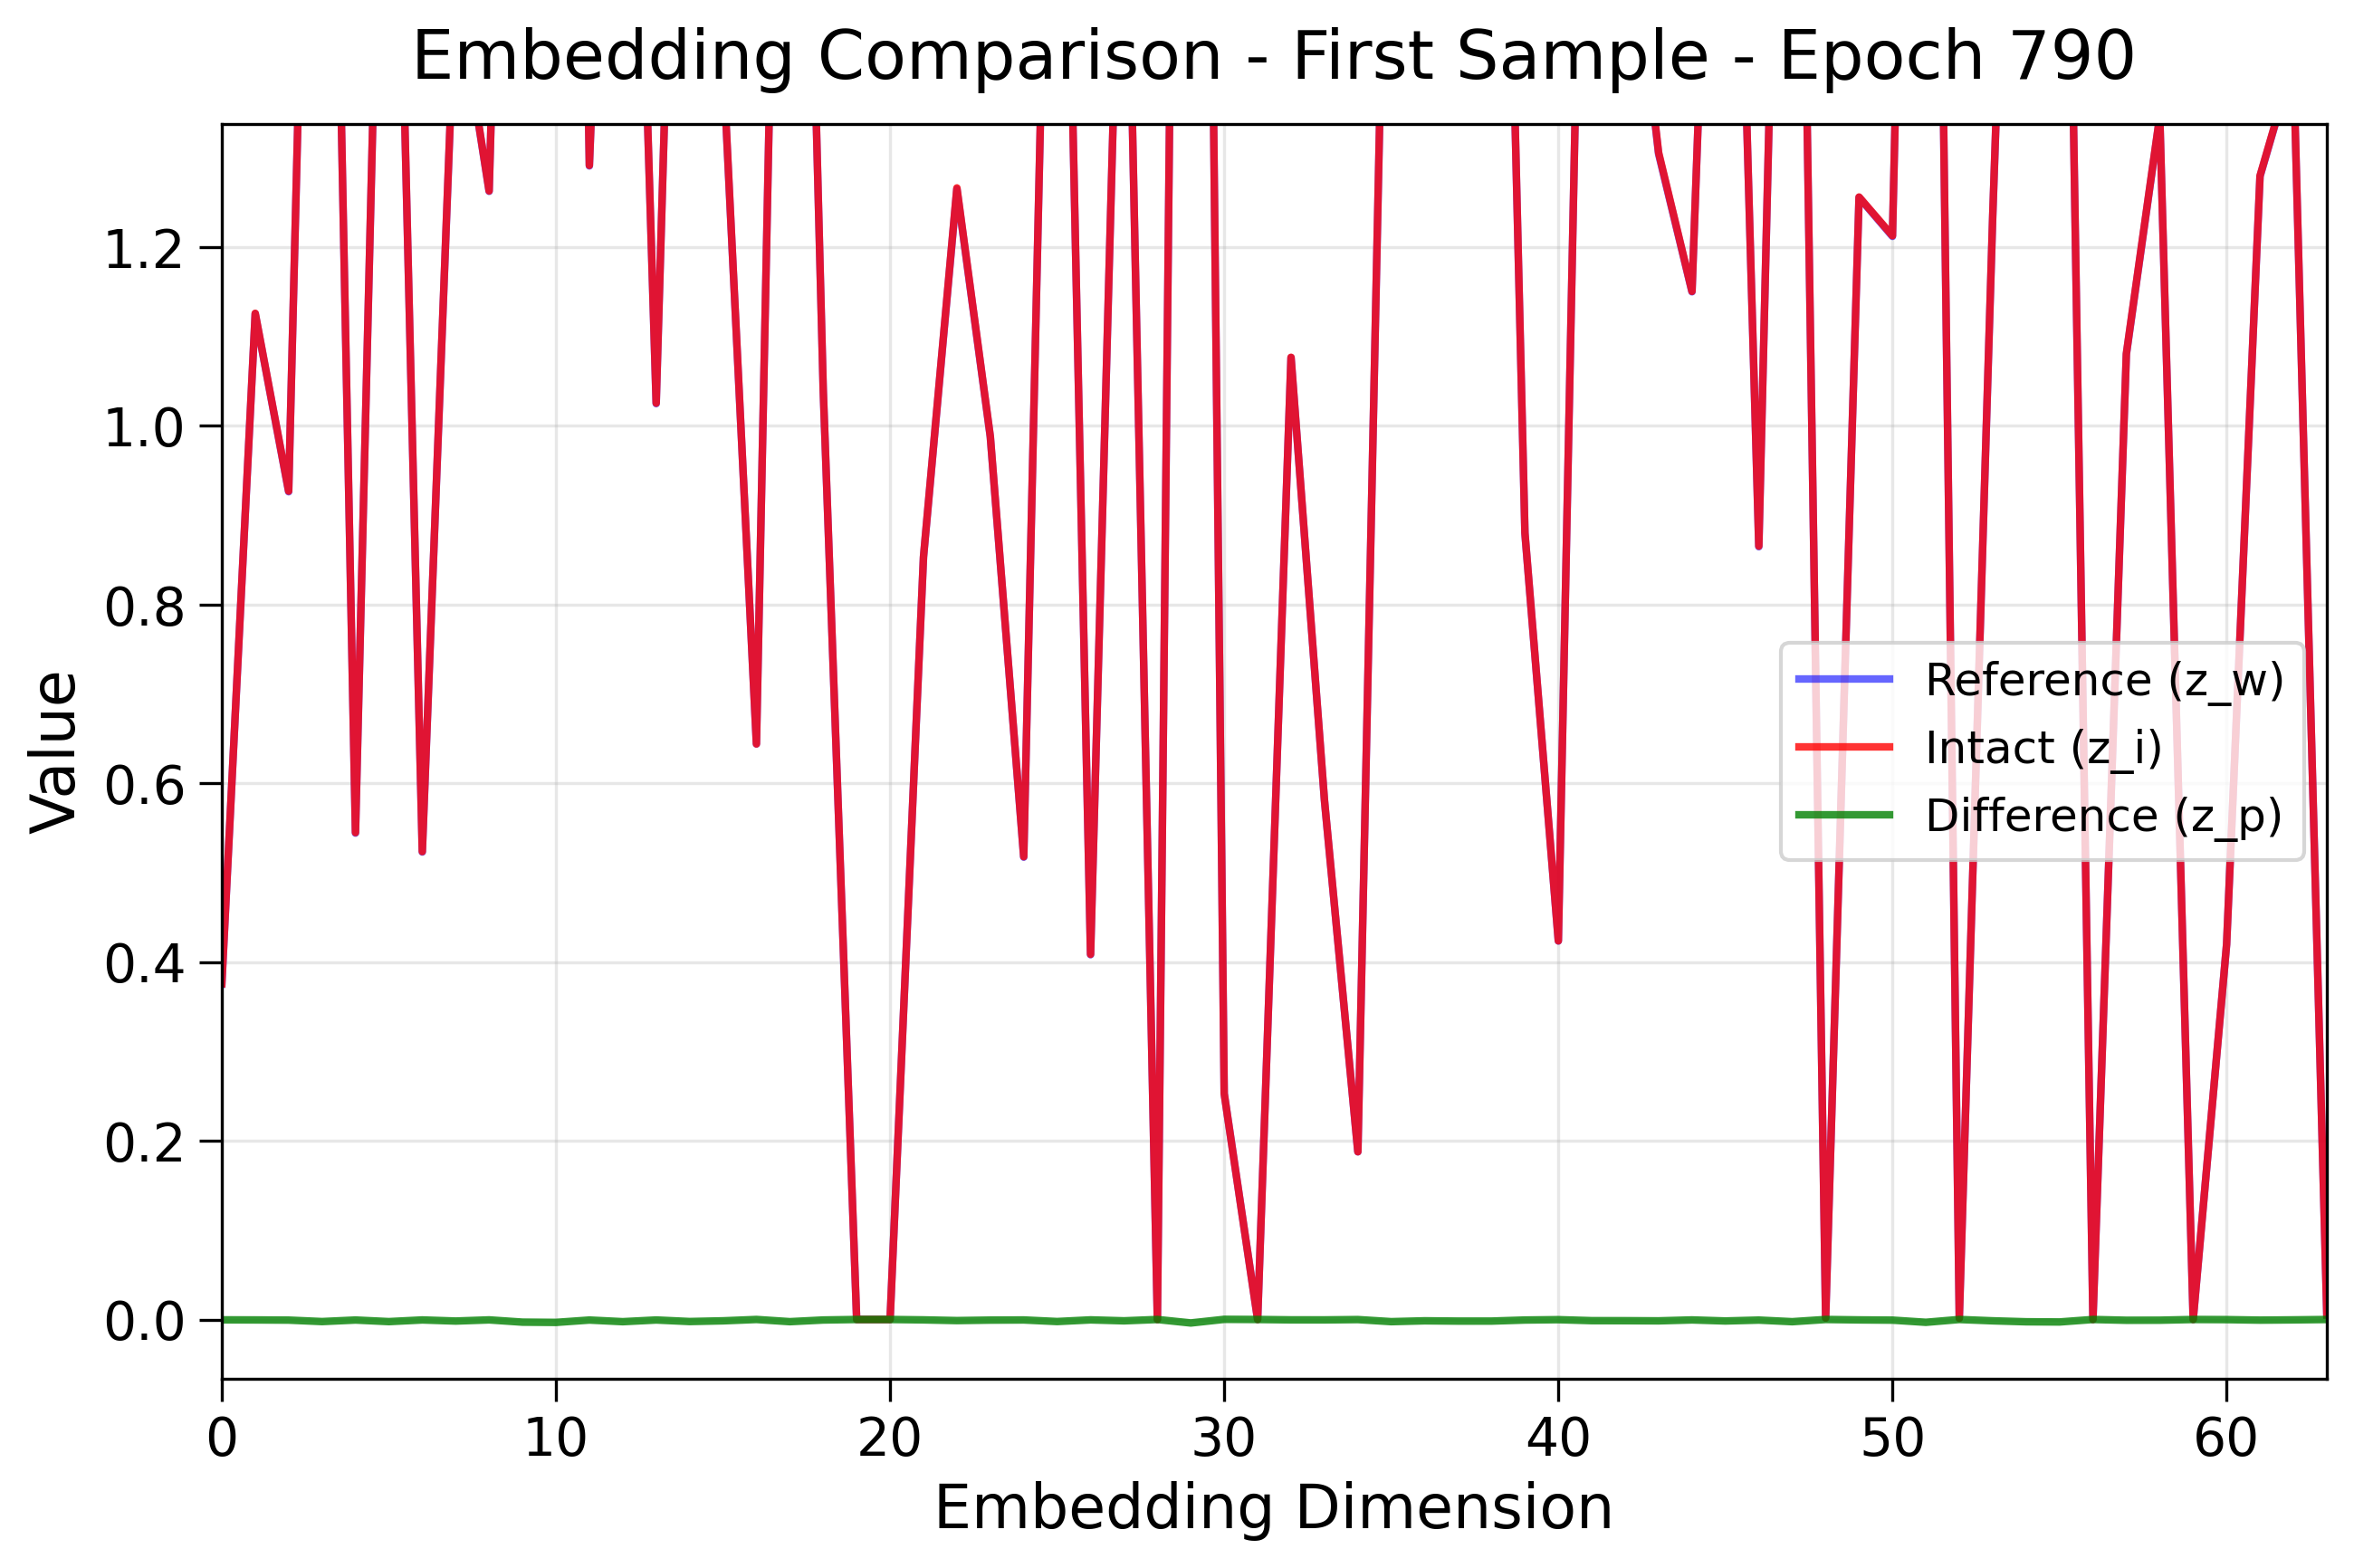 Embedding Comparison - First Sample - Epoch 790
1.2
1.0
0.8
0.6
0.4
0.2
0.0
Value
Reference (z_w)
Intact (z_i)
Difference (z_p)
0 10 20 30 40 50 60
Embedding Dimension